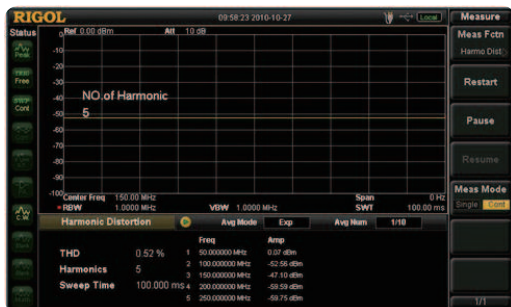 RIGOL
09:58:23 2010-10-27
Local
Measure
Status
Ref 0.00 dBm
Att 10 dB
Meas Fctn
Harmo Dist
Peak
Free
Restart
SWP
Cont
NO.of Harmonic
5
Pause
Resume
Meas Mode
Single Cont
0
-10
-20
-30
-40
-50
-60
-70
-80
-90
-100
Center Freq 150.00 MHz
Span 0 Hz
RBW 1.0000 MHz
VBW 1.0000 MHz
SWT 100.00 ms
Harmonic Distortion
Avg Mode Exp
Avg Num 1/10
Freq Amp
THD 0.52 %
1 50.000000 MHz 0.07 dBm
2 100.000000 MHz -52.56 dBm
Harmonics 5
3 150.000000 MHz -47.10 dBm
Sweep Time 100.000 ms
4 200.000000 MHz -59.59 dBm
5 250.000000 MHz -59.75 dBm
1/1